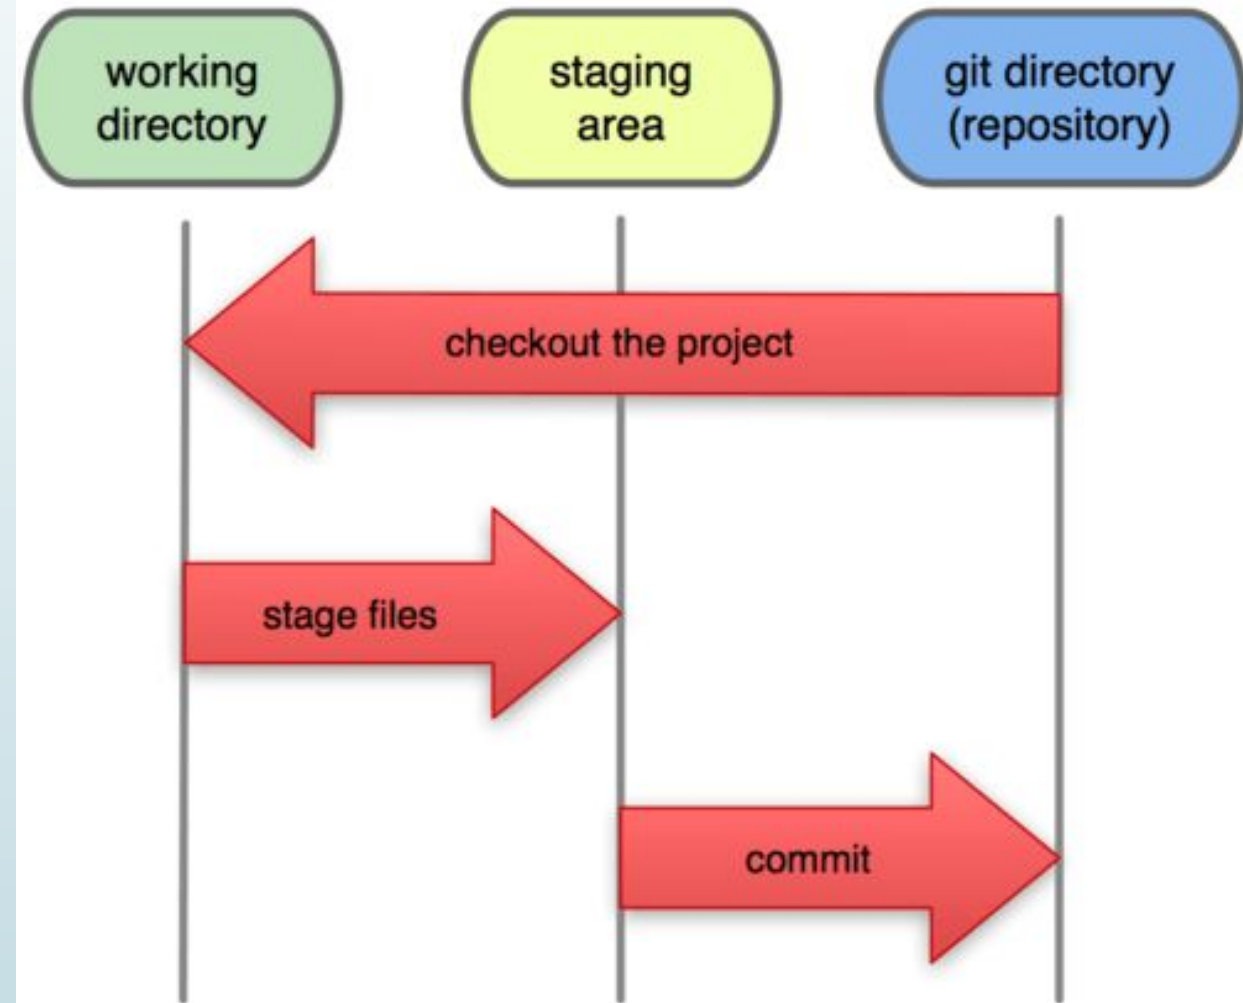 working
directory
staging
area
git directory
(repository)
checkout the project
stage files
commit